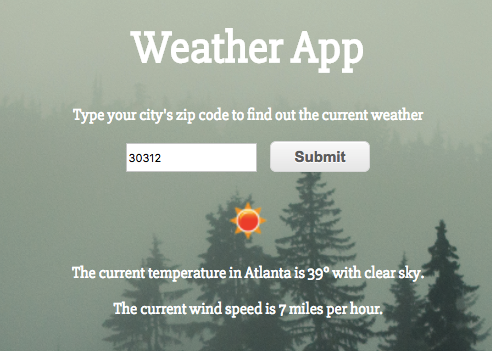 Weather App
Type your city's zip code to find out the current weather
30312 Submit
The current temperature in Atlanta is 39° with clear sky.
The current wind speed is 7 miles per hour.